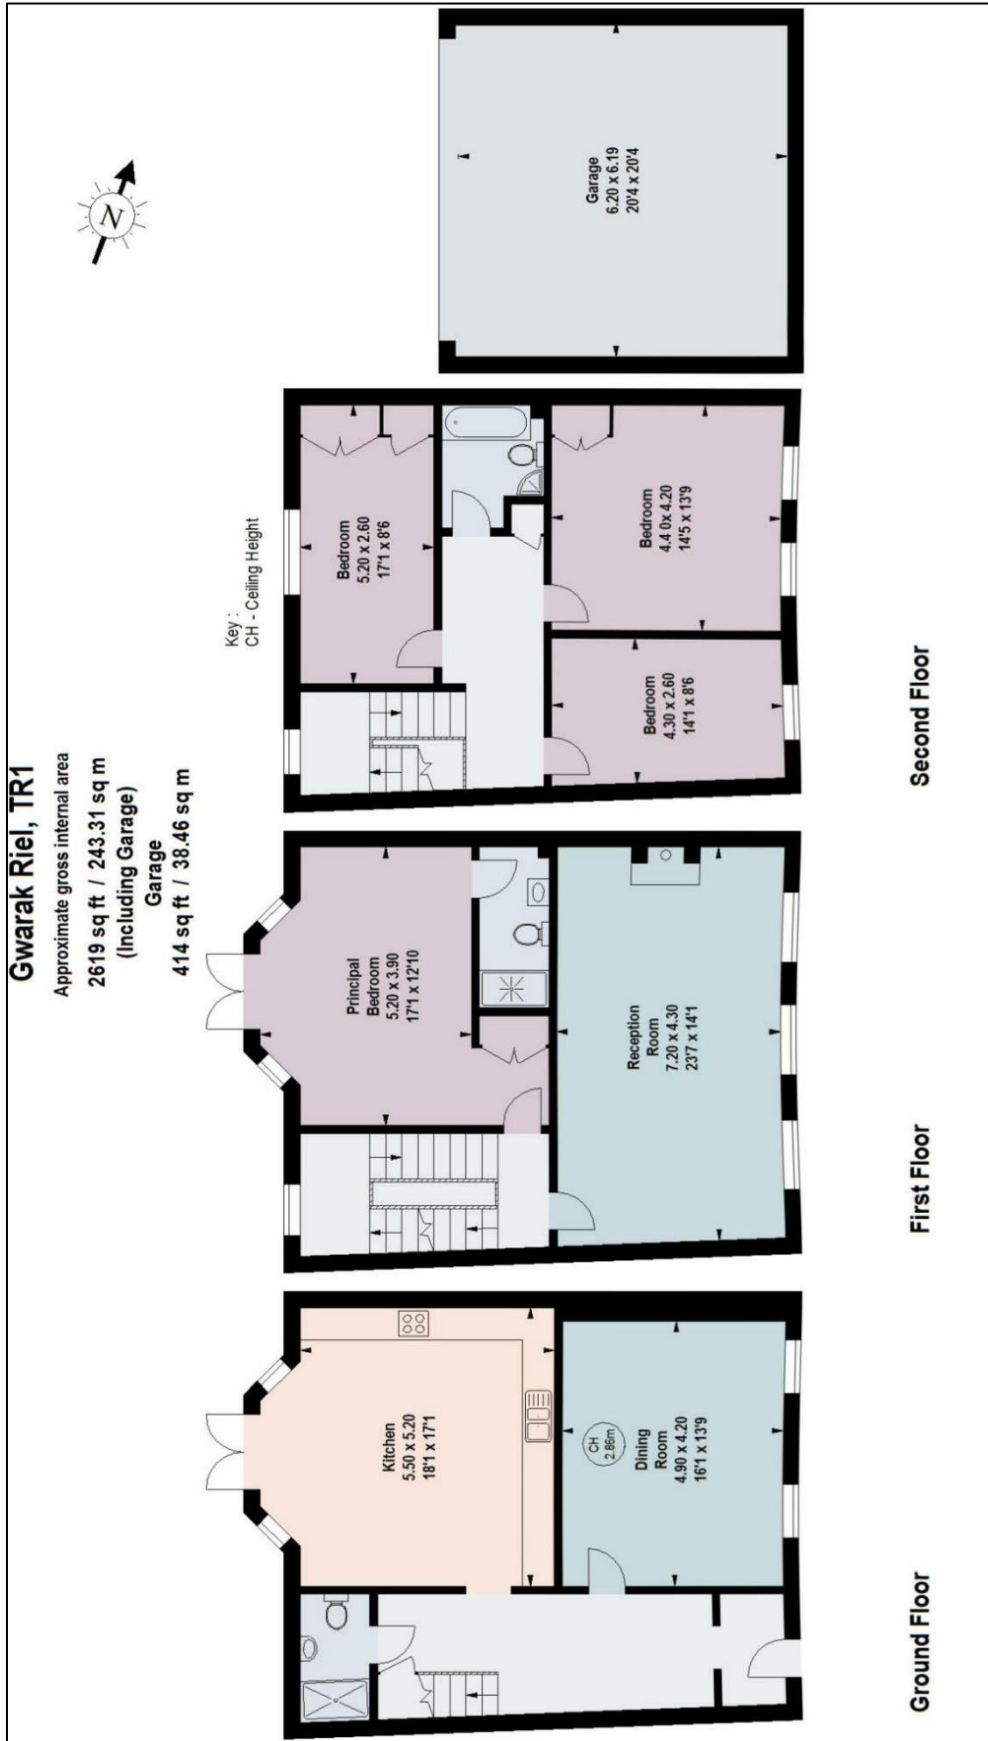 Gwarak Riel, TR1
Approximate gross internal area
2619 sq ft / 243.31 sq m
(Including Garage)
Garage
414 sq ft / 38.46 sq m
Key :
CH - Ceiling Height
N
Kitchen
5.50 x 5.20
18'1 x 17'1
CH
2.86m
Dining
Room
4.90 x 4.20
16'1 x 13'9
Ground Floor
Principal
Bedroom
5.20 x 3.90
17'1 x 12'10
Reception
Room
7.20 x 4.30
23'7 x 14'1
First Floor
Bedroom
5.20 x 2.60
17'1 x 8'6
Bedroom
4.30 x 2.60
14'1 x 8'6
Bedroom
4.4 0x 4.20
14'5 x 13'9
Second Floor
Garage
6.20 x 6.19
20'4 x 20'4